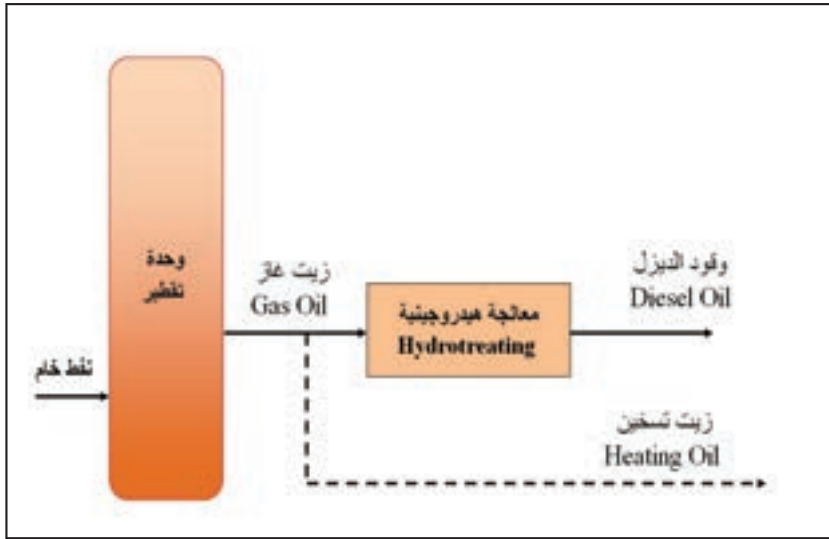 وحدة
تقطير
نفط خام
زيت غاز
Gas Oil
معالجة هيدروجينية
Hydrotreating
وقود الديزل
Diesel Oil
زيت تسخين
Heating Oil